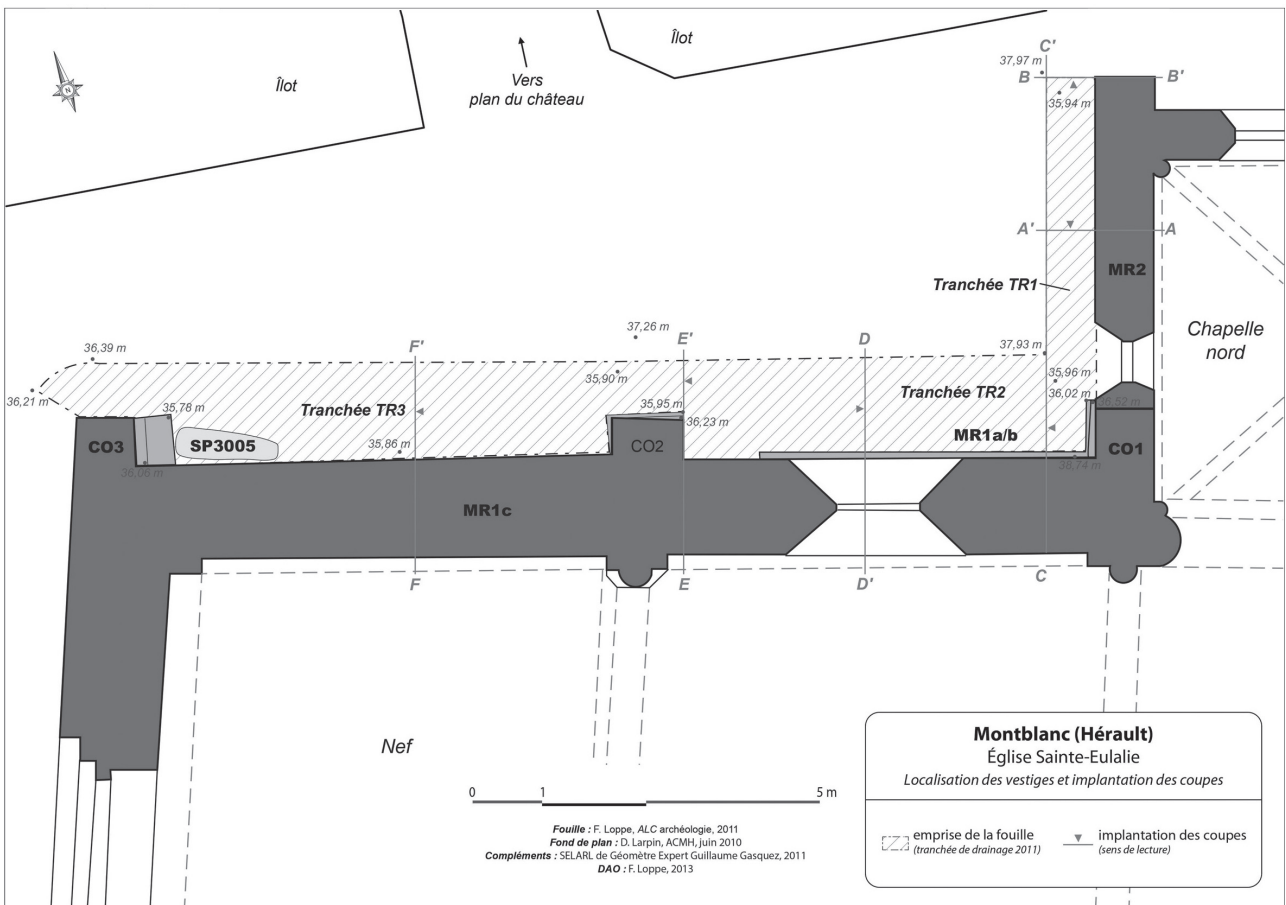 Îlot
Îlot
Vers
plan du château
N
C'
37,97 m
B
B'
35,94 m
A'
A
MR2
Tranchée TR1
Chapelle
nord
37,26 m
E'
D
37,93 m
36,39 m
F'
35,90 m
35,96 m
36,21 m
35,78 m
Tranchée TR3
35,95 m
Tranchée TR2
36,02 m
36,52 m
36,23 m
CO3
SP3005
CO2
MR1a/b
CO1
35,86 m
36,06 m
38,74 m
MR1c
F
E
D'
C
Nef
0
1
5 m
Fouille : F. Loppe, ALC archéologie, 2011
Fond de plan : D. Larpin, ACMH, juin 2010
Compléments : SELARL de Géomètre Expert Guillaume Gasquez, 2011
DAO : F. Loppe, 2013
Montblanc (Hérault)
Église Sainte-Eulalie
Localisation des vestiges et implantation des coupes
emprise de la fouille
(tranchée de drainage 2011)
implantation des coupes
(sens de lecture)